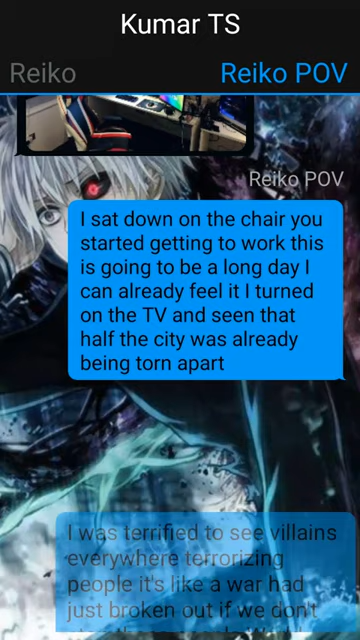 Kumar TS
Reiko
Reiko POV
Reiko POV
I sat down on the chair you
started getting to work this
is going to be a long day I
can already feel it I turned
on the TV and seen that
half the city was already
being torn apart
I was terrified to see villains
everywhere terrorizing
people it's like a war had
just broken out if we don't